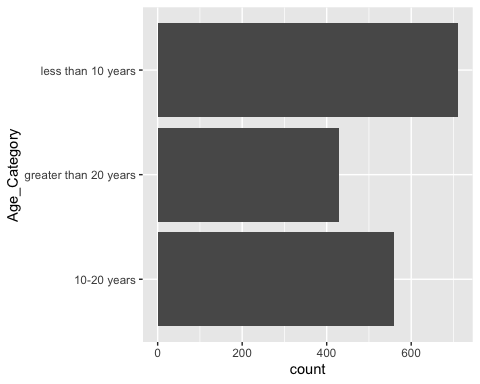 less than 10 years
greater than 20 years
10-20 years
Age_Category
0 200 400 600
count